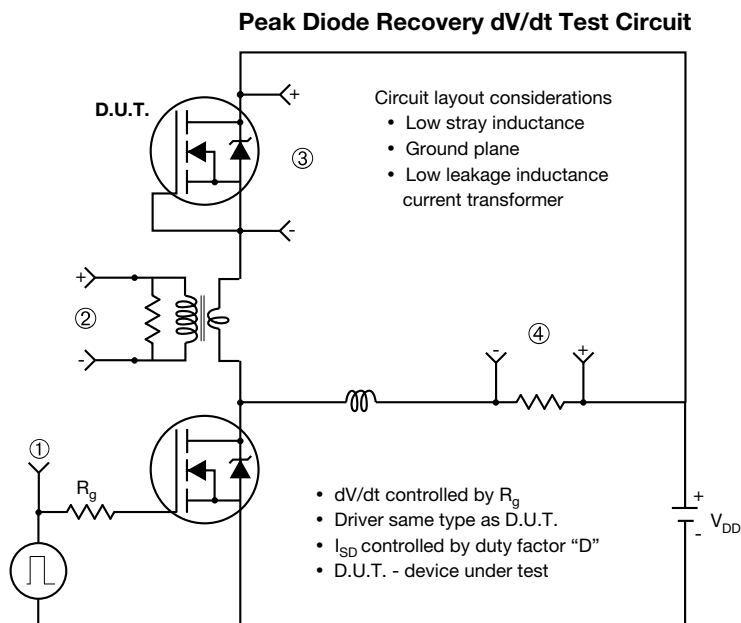 Peak Diode Recovery dV/dt Test Circuit
D.U.T.
+
③
-
Circuit layout considerations
• Low stray inductance
• Ground plane
• Low leakage inductance
current transformer
+
②
-
-
④
+
①
Rg
• dV/dt controlled by Rg
• Driver same type as D.U.T.
• ISD controlled by duty factor “D”
• D.U.T. - device under test
+
-
VDD